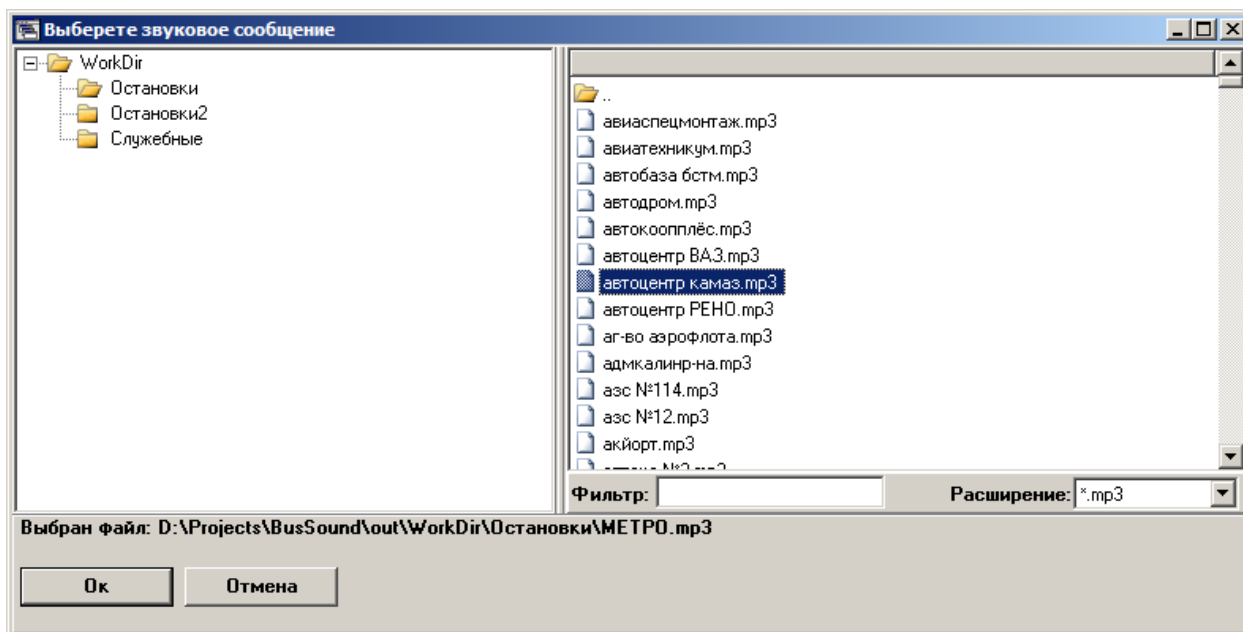 Выберете звуковое сообщение
WorkDir
Остановки
Остановки2
Служебные
..
авиаспецмонтаж.mp3
авиатехникум.mp3
автобаза бстм.mp3
автодром.mp3
автокоопплёс.mp3
автоцентр ВАЗ.mp3
автоцентр камаз.mp3
автоцентр РЕНО.mp3
аг-во аэрофлота.mp3
адмкалинр-на.mp3
азс №114.mp3
азс №12.mp3
акйорт.mp3
Фильтр:
Расширение: *.mp3
Выбран файл: D:\Projects\BusSound\out\WorkDir\Остановки\МЕТРО.mp3
Ок
Отмена